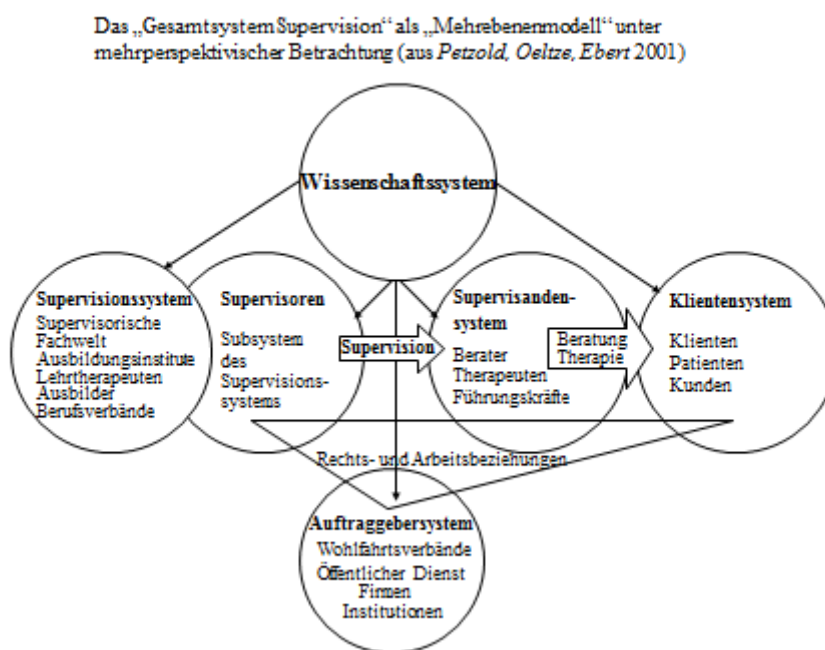 Das „Gesamtsystem Supervision“ als „Mehrebenenmodell“ unter
mehrperspektivischer Betrachtung (aus Petzold, Oeltze, Ebert 2001)
Wissenschaftssystem
Supervisionssystem
Supervisorische
Fachwelt
Ausbildungsinstitute
Lehrtherapeuten
Ausbilder
Berufsverbände
Supervisoren
Subsystem
des
Supervisions-
systems
Supervision
Supervisanden-
system
Berater
Therapeuten
Führungskräfte
Beratung
Therapie
Klientensystem
Klienten
Patienten
Kunden
Rechts- und Arbeitsbeziehungen
Auftraggebersystem
Wohlfahrtsverbände
Öffentlicher Dienst
Firmen
Institutionen